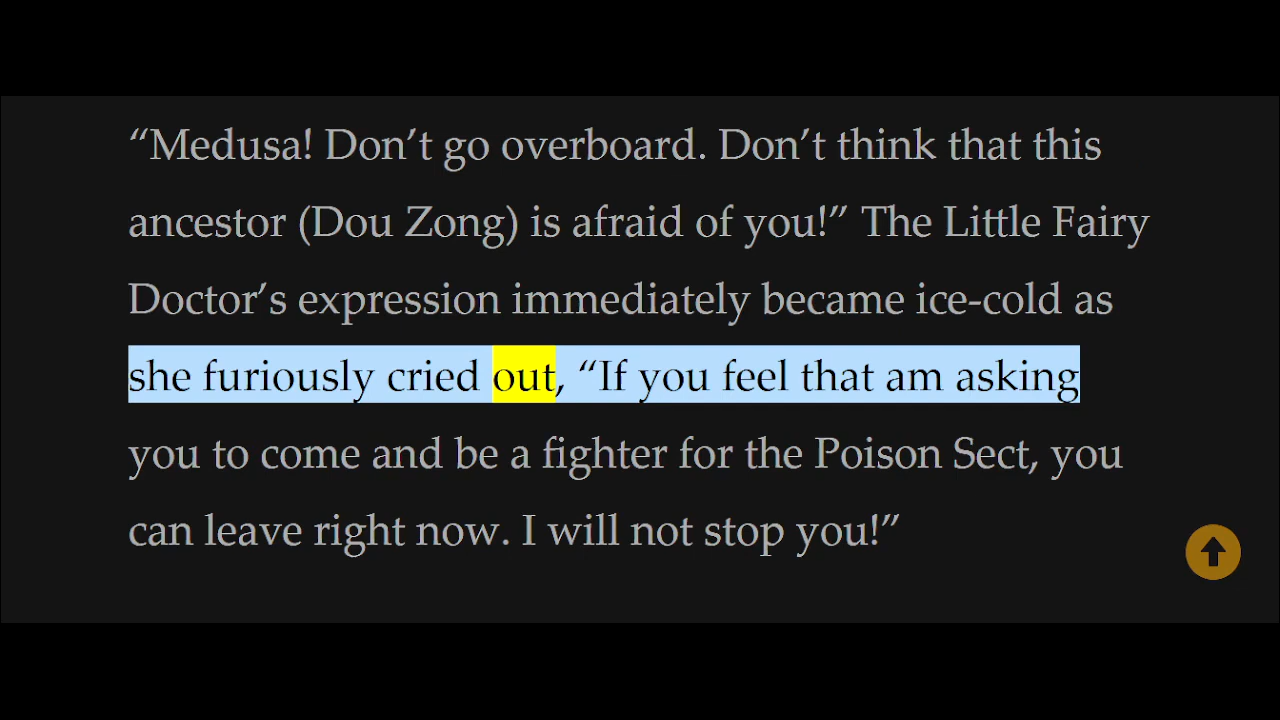 “Medusa! Don’t go overboard. Don’t think that this
ancestor (Dou Zong) is afraid of you!” The Little Fairy
Doctor’s expression immediately became ice-cold as
she furiously cried out, “If you feel that am asking
you to come and be a fighter for the Poison Sect, you
can leave right now. I will not stop you!”